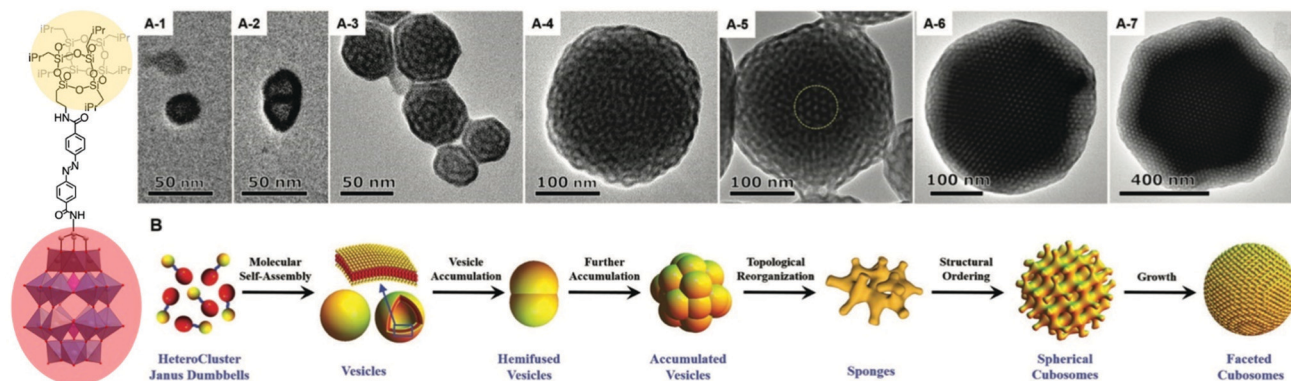 iPr
iPr
iPr
iPr
iPr
iPr
iPr
O
Si
HN
O
N
N
O
NH
A-1
50 nm
A-2
50 nm
A-3
50 nm
A-4
100 nm
A-5
100 nm
A-6
100 nm
A-7
400 nm
B
Molecular
Self-Assembly
Vesicle
Accumulation
Further
Accumulation
Topological
Reorganization
Structural
Ordering
Growth
HeteroCluster
Janus Dumbbells
Vesicles
Hemifused
Vesicles
Accumulated
Vesicles
Sponges
Spherical
Cubosomes
Faceted
Cubosomes